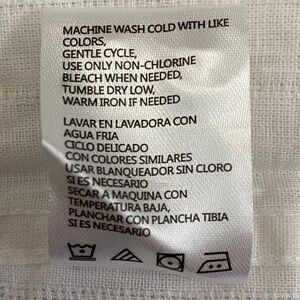 MACHINE WASH COLD WITH LIKE
COLORS,
GENTLE CYCLE,
USE ONLY NON-CHLORINE
BLEACH WHEN NEEDED,
TUMBLE DRY LOW,
WARM IRON IF NEEDED
LAVAR EN LAVADORA CON
AGUA FRIA
CICLO DELICADO
CON COLORES SIMILARES
USAR BLANQUEADOR SIN CLORO
SI ES NECESARIO
SECAR A MAQUINA CON
TEMPERATURA BAJA,
PLANCHAR CON PLANCHA TIBIA
SI ES NECESARIO